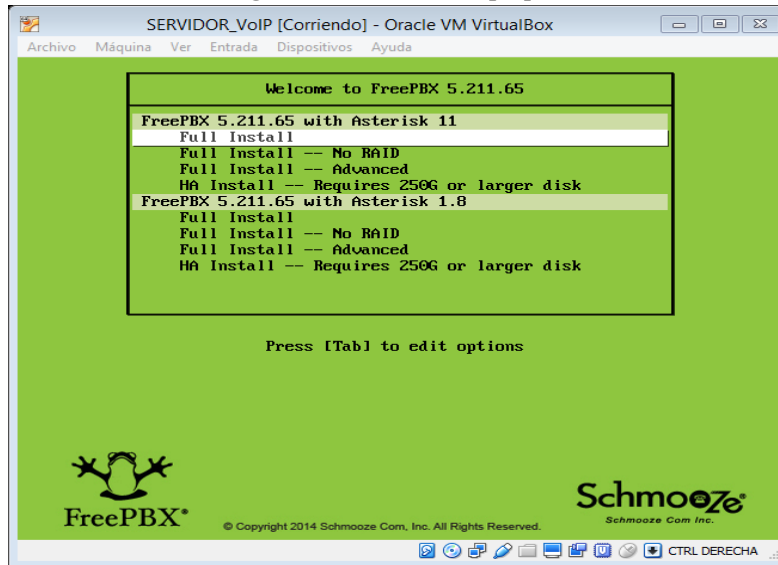 SERVIDOR_VoIP [Corriendo] - Oracle VM VirtualBox
Archivo Máquina Ver Entrada Dispositivos Ayuda
Welcome to FreePBX 5.211.65
FreePBX 5.211.65 with Asterisk 11
Full Install
Full Install -- No RAID
Full Install -- Advanced
HA Install -- Requires 250G or larger disk
FreePBX 5.211.65 with Asterisk 1.8
Full Install
Full Install -- No RAID
Full Install -- Advanced
HA Install -- Requires 250G or larger disk
Press [Tab] to edit options
FreePBX®
© Copyright 2014 Schmooze Com, Inc. All Rights Reserved.
Schmooze®
Schmooze Com Inc.
CTRL DERECHA